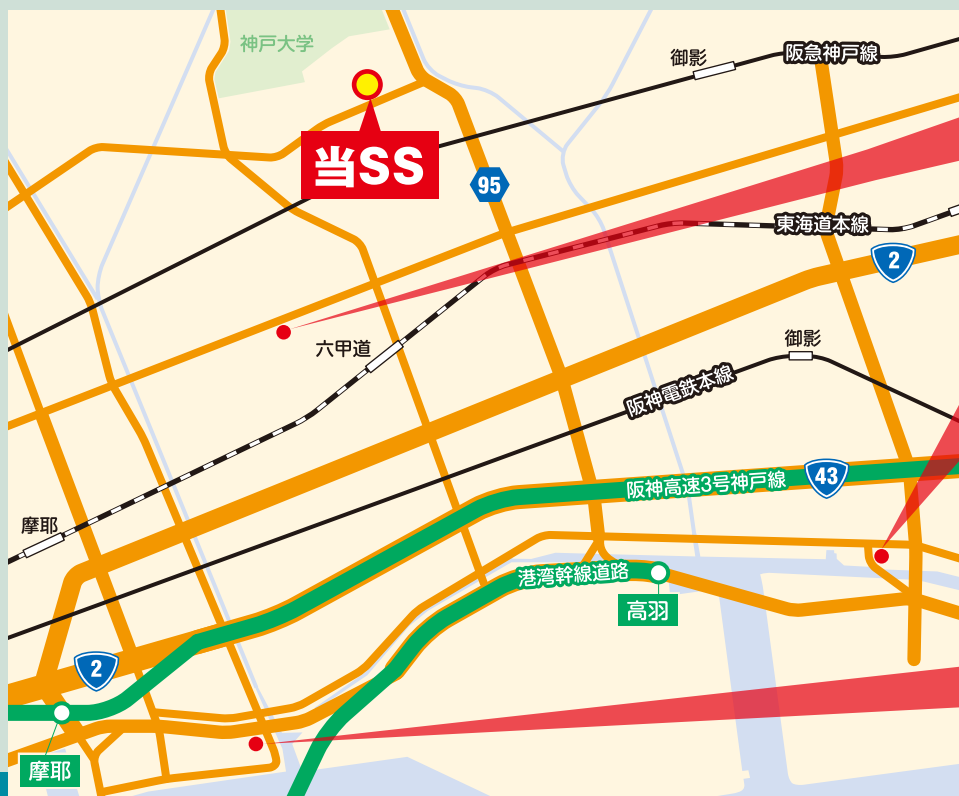 神戸大学
御影
阪急神戸線
当SS
95
東海道本線
2
六甲道
御影
阪神電鉄本線
阪神高速3号神戸線
43
摩耶
港湾幹線道路
高羽
2
摩耶